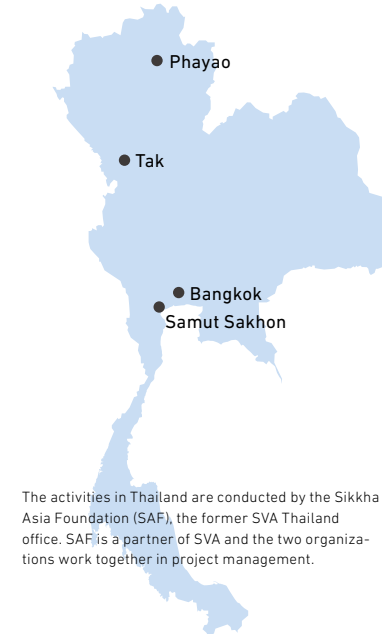 Phayao
Tak
Bangkok
Samut Sakhon
The activities in Thailand are conducted by the Sikkha
Asia Foundation (SAF), the former SVA Thailand
office. SAF is a partner of SVA and the two organiza-
tions work together in project management.